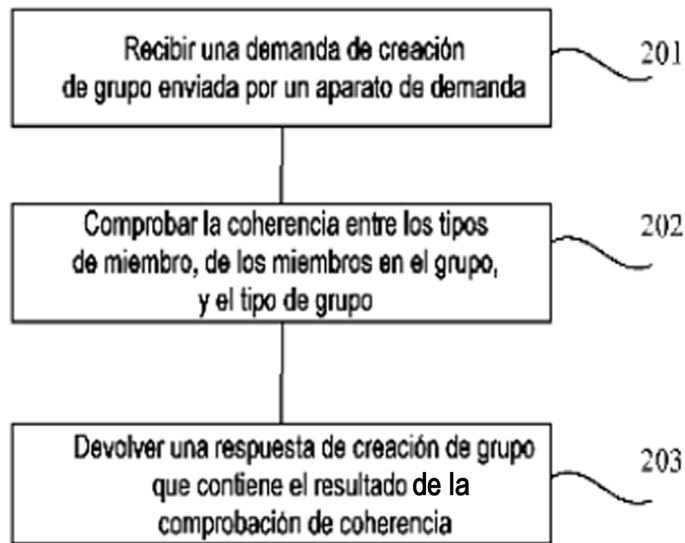 Recibir una demanda de creación
de grupo enviada por un aparato de demanda
201
Comprobar la coherencia entre los tipos
de miembro, de los miembros en el grupo,
y el tipo de grupo
202
Devolver una respuesta de creación de grupo
que contiene el resultado de la
comprobación de coherencia
203